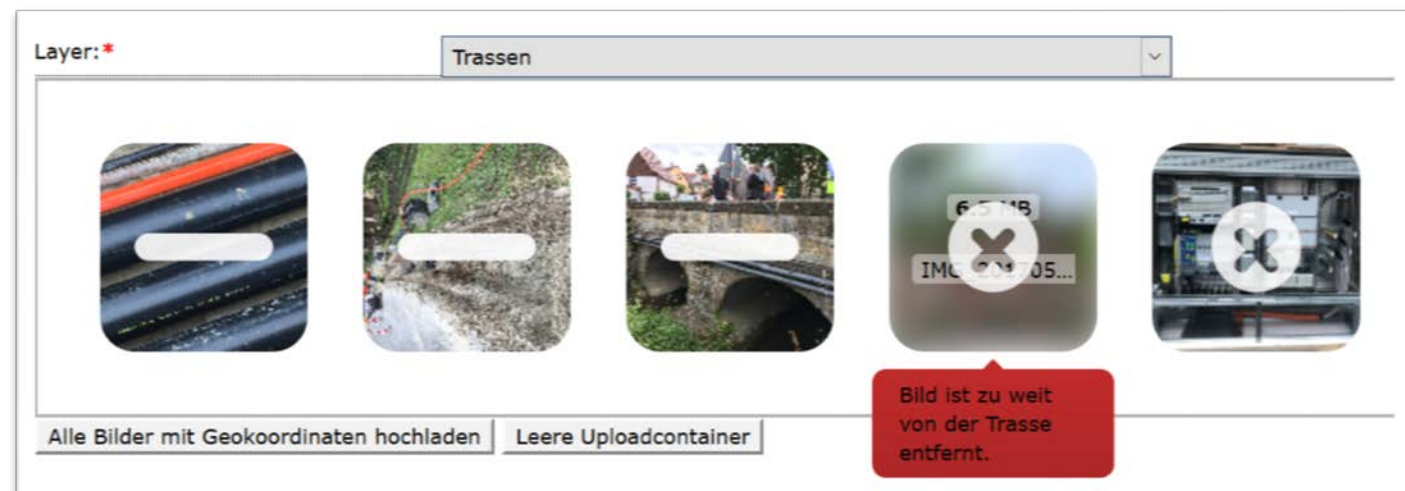 Layer:*
Trassen
6.5 MB
IMG_201705...
Bild ist zu weit
von der Trasse
entfernt.
Alle Bilder mit Geokoordinaten hochladen
Leere Uploadcontainer